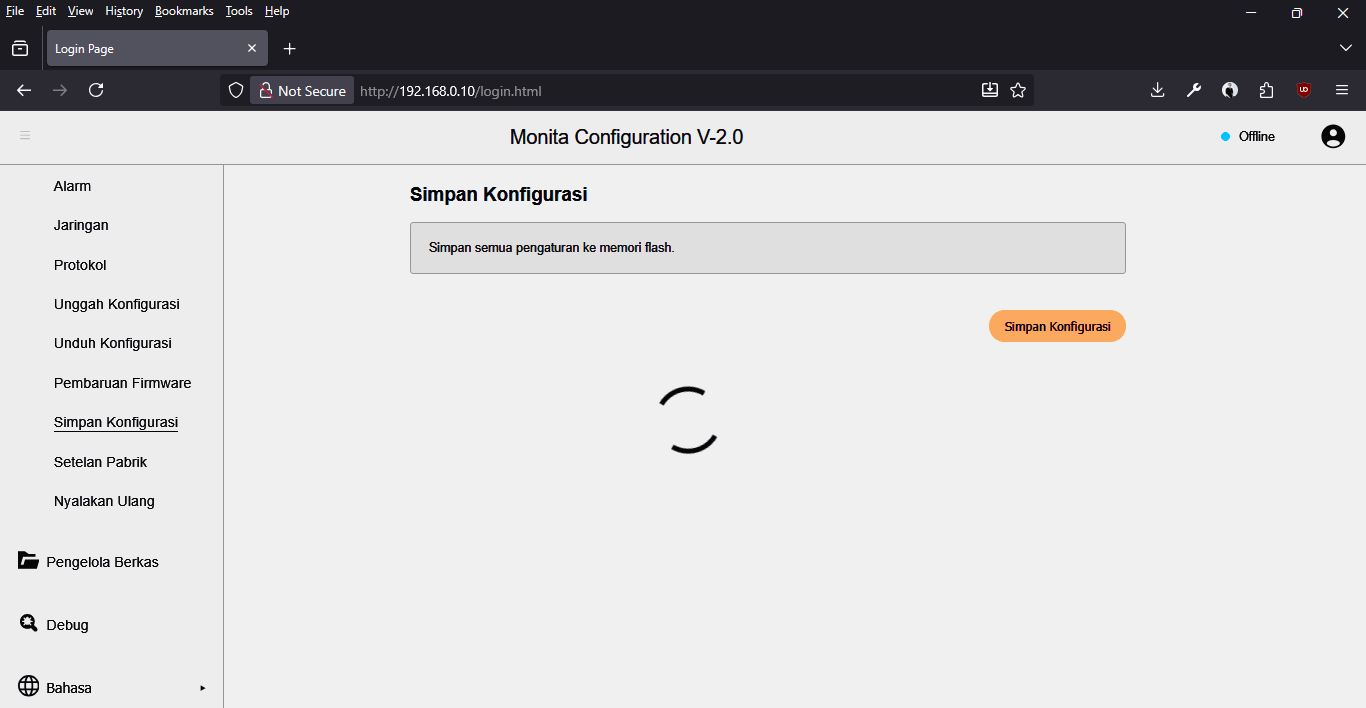 File Edit View History Bookmarks Tools Help
Login Page
Not Secure http://192.168.0.10/login.html
Monita Configuration V-2.0
Offline
Alarm
Jaringan
Protokol
Unggah Konfigurasi
Unduh Konfigurasi
Pembaruan Firmware
Simpan Konfigurasi
Setelan Pabrik
Nyalakan Ulang
Pengelola Berkas
Debug
Bahasa
Simpan Konfigurasi
Simpan semua pengaturan ke memori flash.
Simpan Konfigurasi